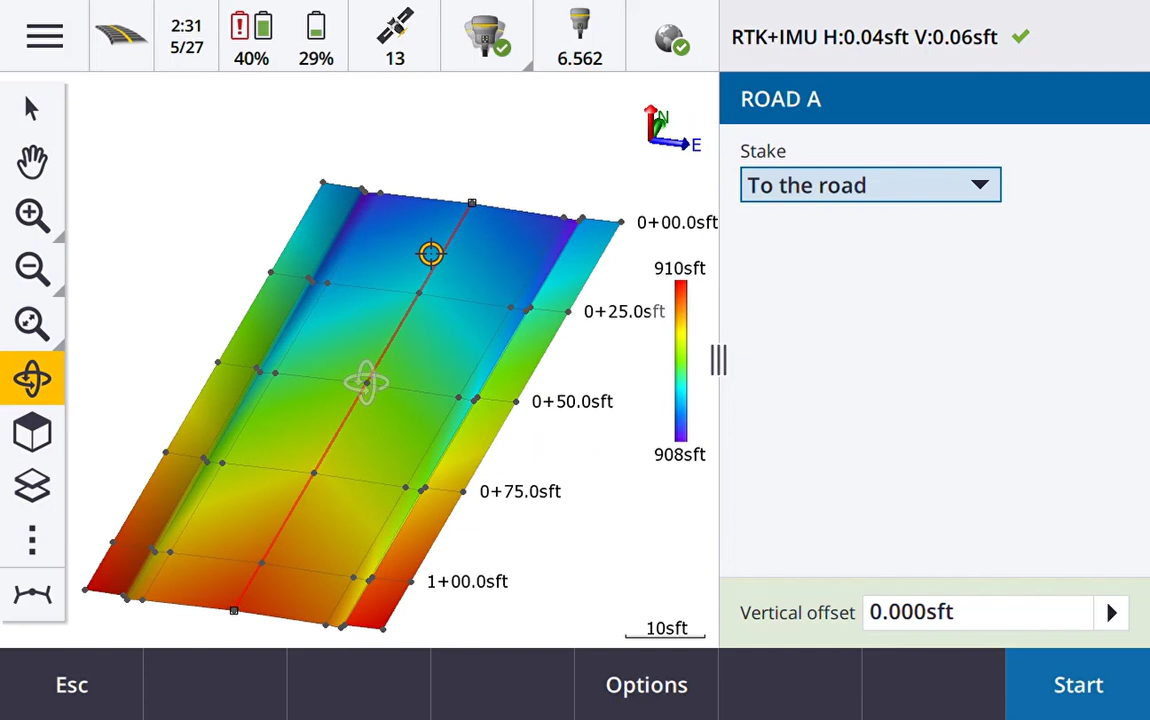 2:31
5/27
40%
29%
13
6.562
RTK+IMU H:0.04sft V:0.06sft
ROAD A
Stake
To the road
N
E
0+00.0sft
910sft
0+25.0sft
0+50.0sft
908sft
0+75.0sft
1+00.0sft
10sft
Vertical offset
0.000sft
Esc
Options
Start